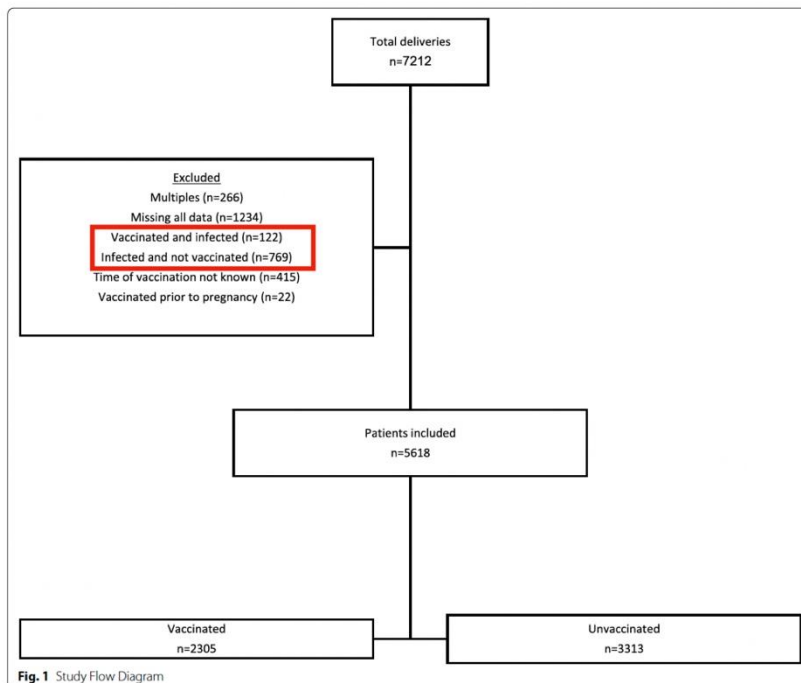 Total deliveries
n=7212
Excluded
Multiples (n=266)
Missing all data (n=1234)
Vaccinated and infected (n=122)
Infected and not vaccinated (n=769)
Time of vaccination not known (n=415)
Vaccinated prior to pregnancy (n=22)
Patients included
n=5618
Vaccinated
n=2305
Unvaccinated
n=3313
Fig. 1 Study Flow Diagram